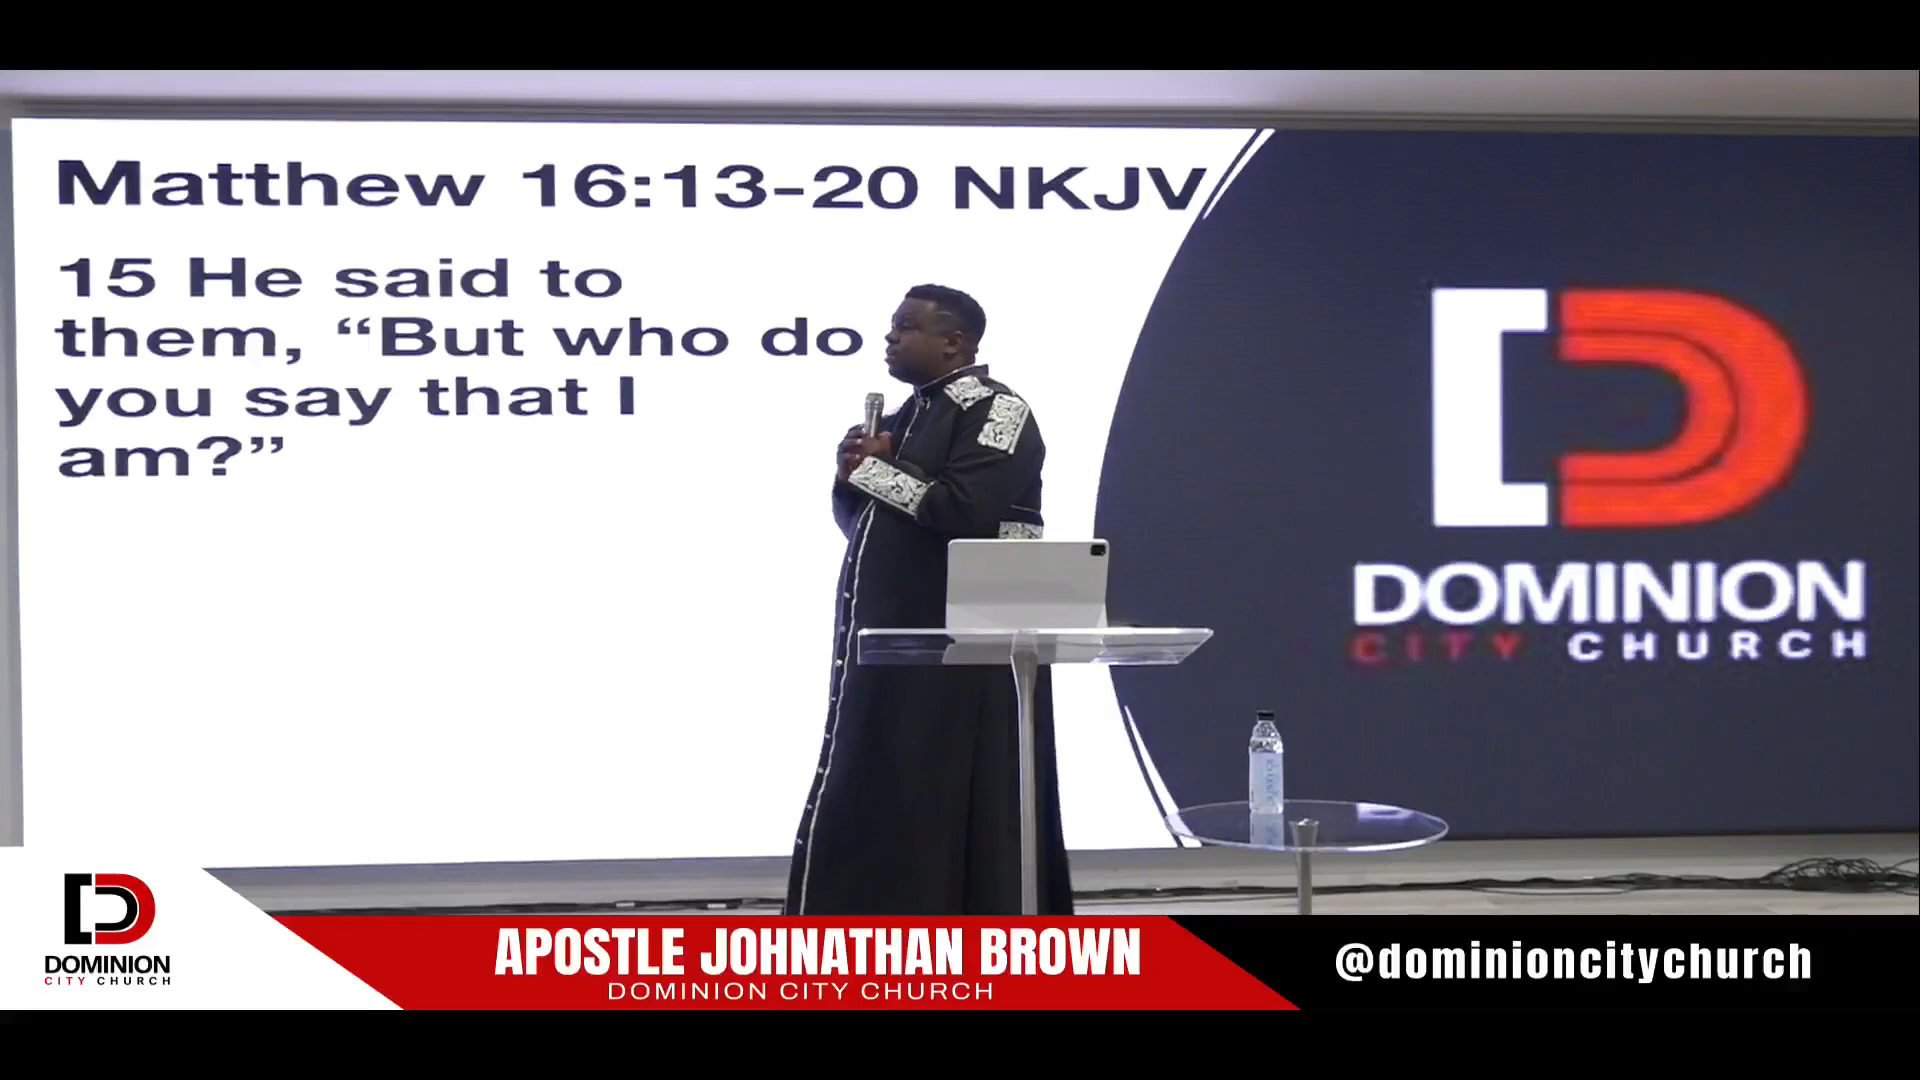 Matthew 16:13-20 NKJV
15 He said to
them, “But who do
you say that I
am?”
DOMINION
CITY CHURCH
DOMINION
CITY CHURCH
APOSTLE JOHNATHAN BROWN
DOMINION CITY CHURCH
@dominioncitychurch